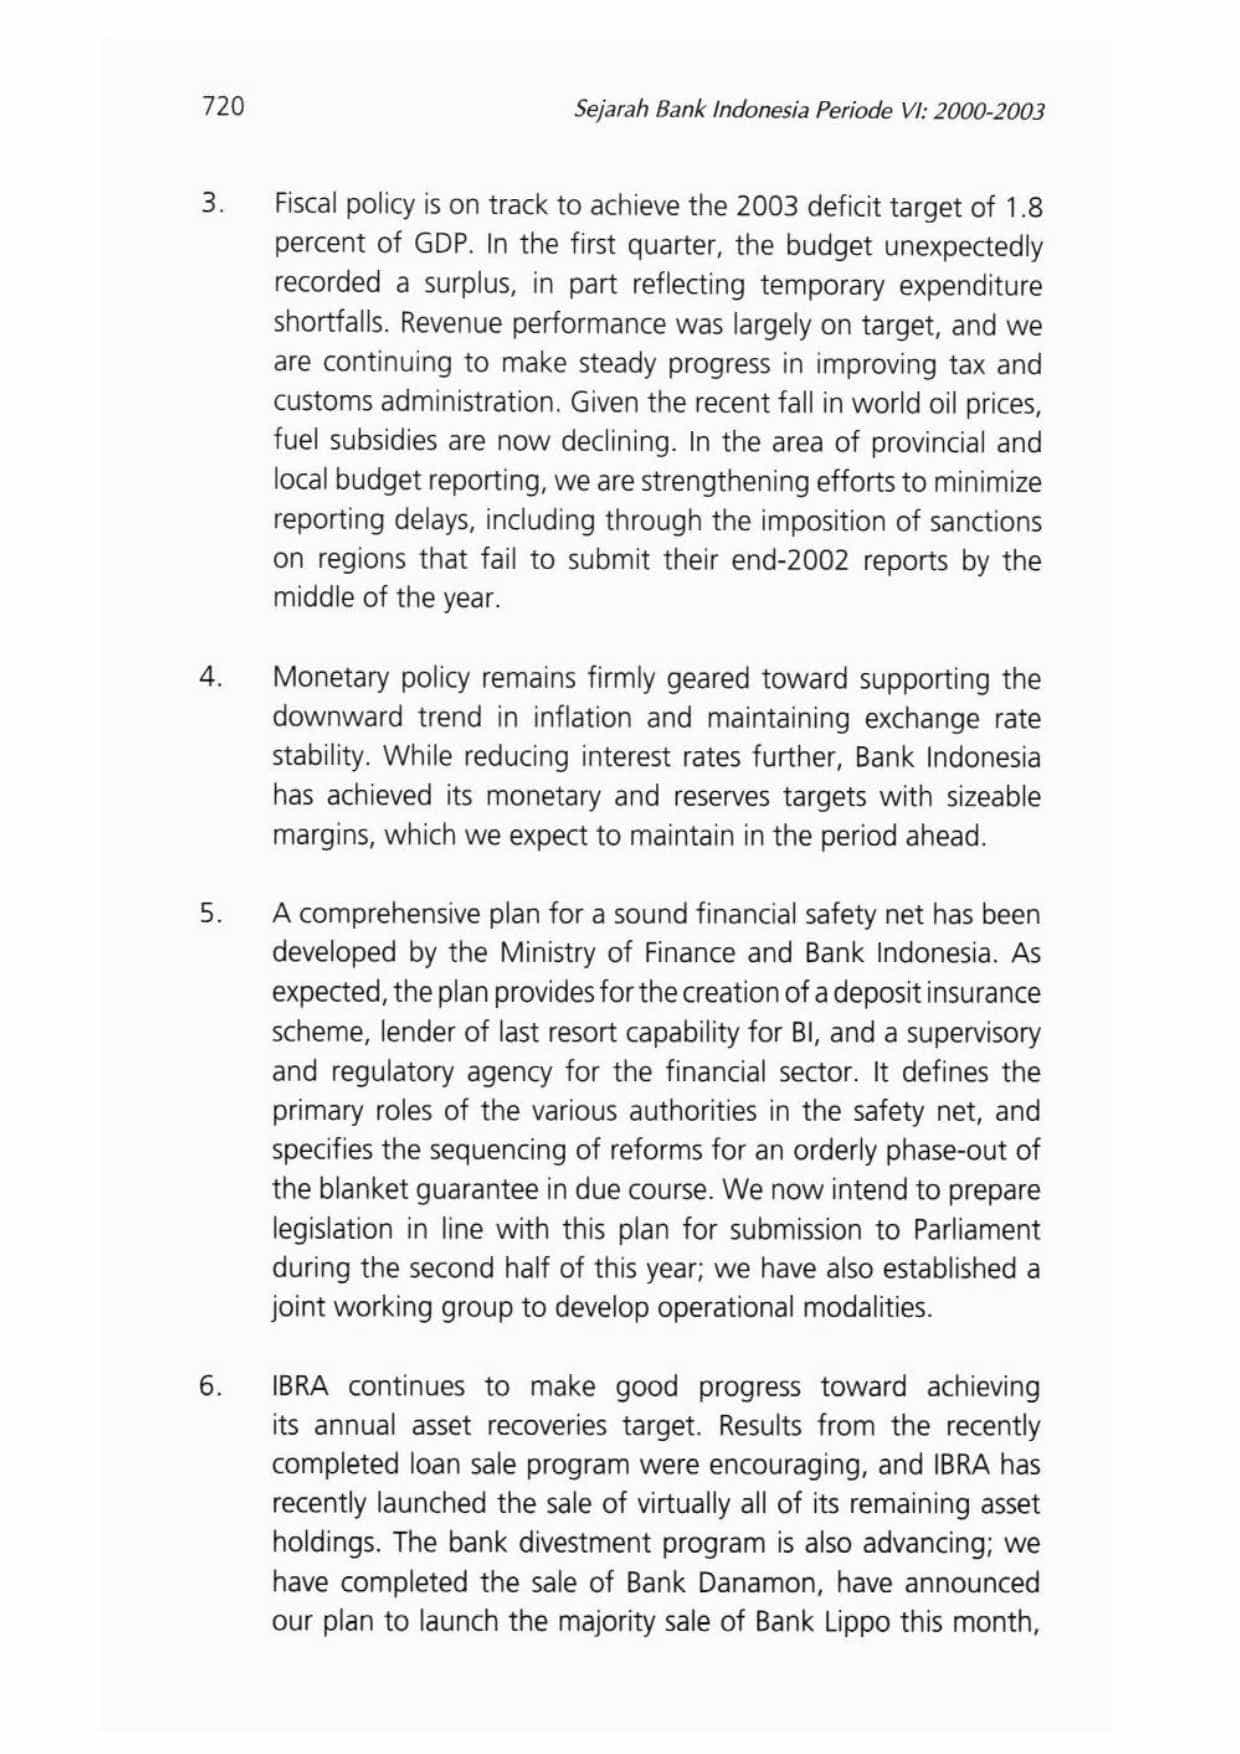 720
Sejarah Bank Indonesia Periode VI: 2000-2003
3. Fiscal policy is on track to achieve the 2003 deficit target of 1.8
percent of GDP. In the first quarter, the budget unexpectedly
recorded a surplus, in part reflecting temporary expenditure
shortfalls. Revenue performance was largely on target, and we
are continuing to make steady progress in improving tax and
customs administration. Given the recent fall in world oil prices,
fuel subsidies are now declining. In the area of provincial and
local budget reporting, we are strengthening efforts to minimize
reporting delays, including through the imposition of sanctions
on regions that fail to submit their end-2002 reports by the
middle of the year.
4. Monetary policy remains firmly geared toward supporting the
downward trend in inflation and maintaining exchange rate
stability. While reducing interest rates further, Bank Indonesia
has achieved its monetary and reserves targets with sizeable
margins, which we expect to maintain in the period ahead.
5. A comprehensive plan for a sound financial safety net has been
developed by the Ministry of Finance and Bank Indonesia. As
expected, the plan provides for the creation of a deposit insurance
scheme, lender of last resort capability for BI, and a supervisory
and regulatory agency for the financial sector. It defines the
primary roles of the various authorities in the safety net, and
specifies the sequencing of reforms for an orderly phase-out of
the blanket guarantee in due course. We now intend to prepare
legislation in line with this plan for submission to Parliament
during the second half of this year; we have also established a
joint working group to develop operational modalities.
6. IBRA continues to make good progress toward achieving
its annual asset recoveries target. Results from the recently
completed loan sale program were encouraging, and IBRA has
recently launched the sale of virtually all of its remaining asset
holdings. The bank divestment program is also advancing; we
have completed the sale of Bank Danamon, have announced
our plan to launch the majority sale of Bank Lippo this month,